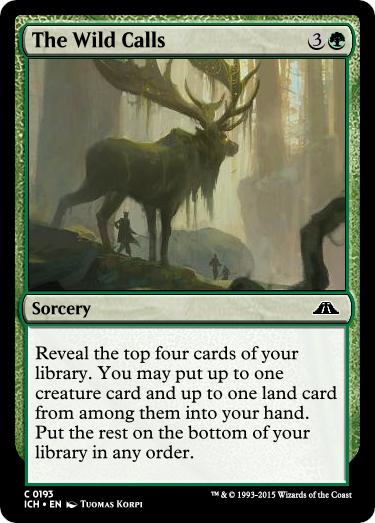 The Wild Calls 3
Sorcery
Reveal the top four cards of your
library. You may put up to one
creature card and up to one land card
from among them into your hand.
Put the rest on the bottom of your
library in any order.
C 0193
ICH • EN Tuomas Korpi
™ & © 1993-2015 Wizards of the Coast